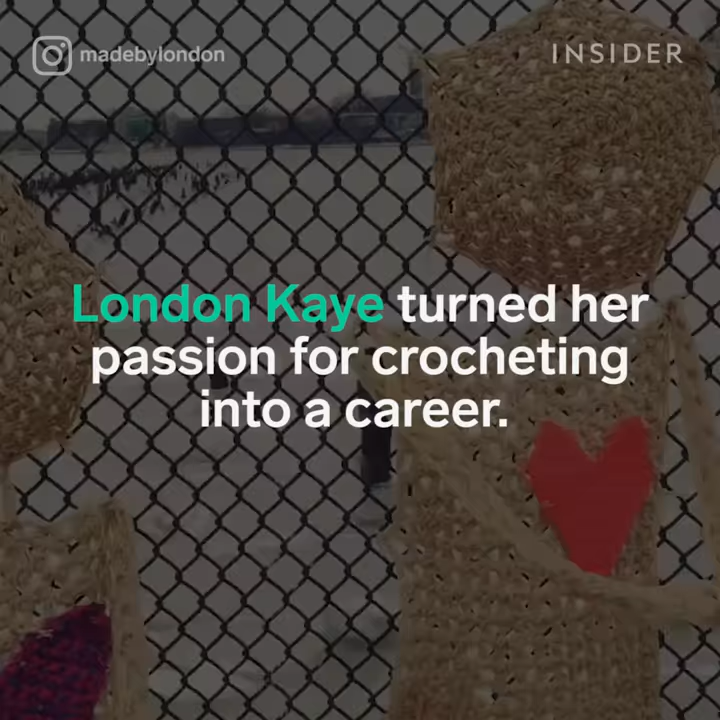 madebylondon
INSIDER
London Kaye turned her
passion for crocheting
into a career.